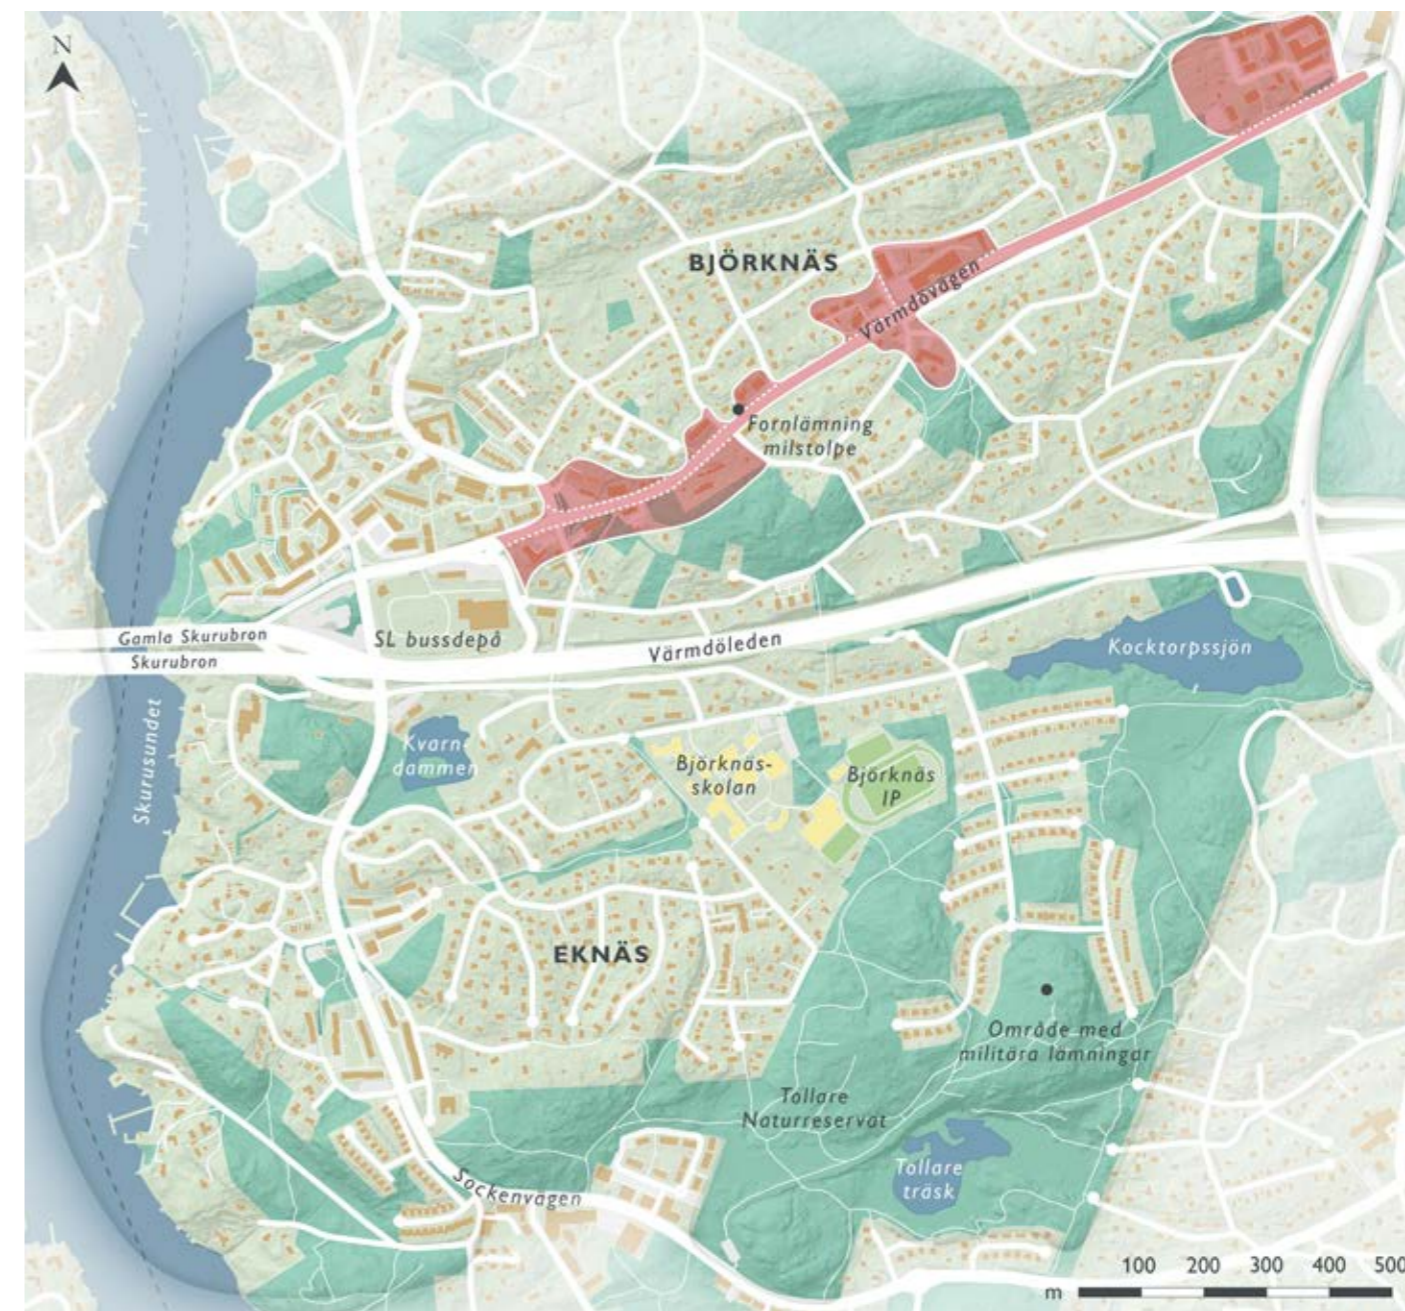 N
BJÖRKNÄS
Värmdövägen
Fornlämning
milstolpe
Gamla Skurubron
Skurubron
SL bussdepå
Värmdöleden
Kocktorpssjön
Skurusundet
Kvarn-
dammen
Björknäs-
skolan
Björknäs
IP
EKNÄS
Område med
militära lämningar
Tollare
Naturreservat
Tollare
träsk
Sockenvägen
100 200 300 400 500
m